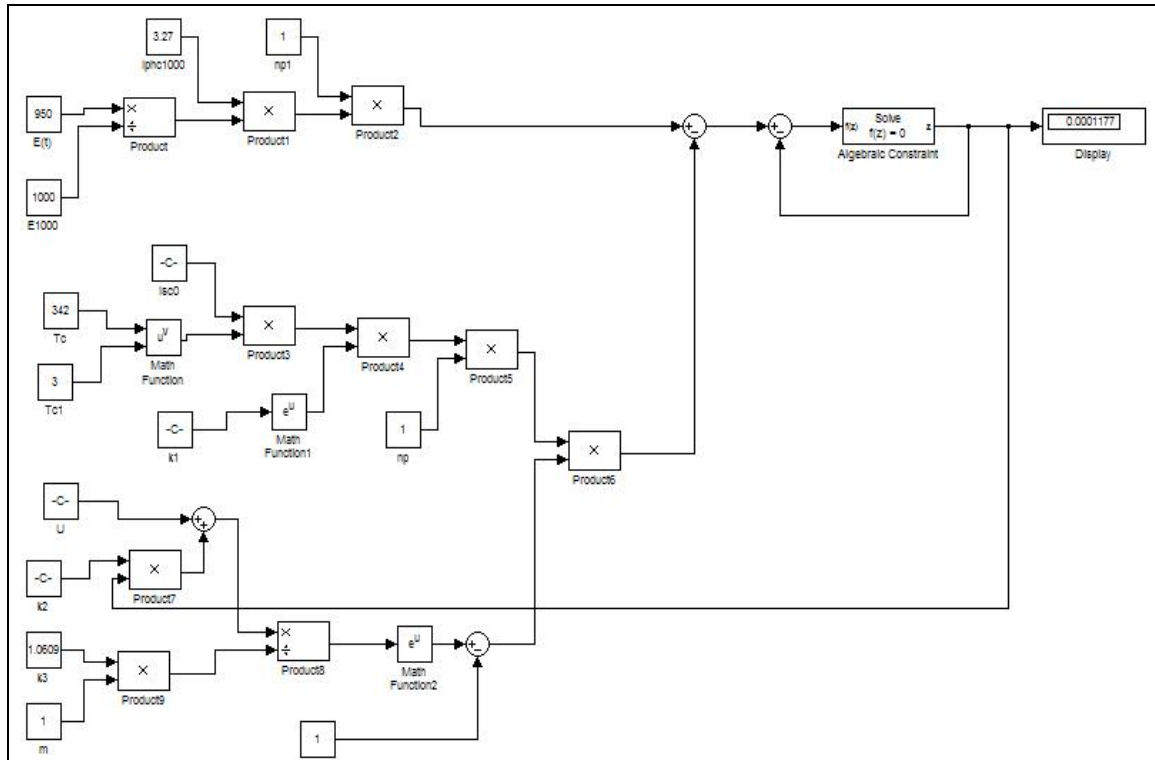 3.27
Iphc1000
1
np1
950
E(t)
×
÷
Product
×
Product1
×
Product2
1000
E1000
+
−
+
−
f(z) Solve f(z) = 0 z
Algebraic Constraint
0.0001177
Display
-C-
Isc0
342
Tc
3
Tc1
u^v
Math
Function
×
Product3
×
Product4
×
Product5
-C-
k1
e^u
Math
Function1
1
np
×
Product6
-C-
U
+
+
-C-
k2
×
Product7
1.0609
k3
1
m
×
Product9
×
÷
Product8
e^u
Math
Function2
+
−
1